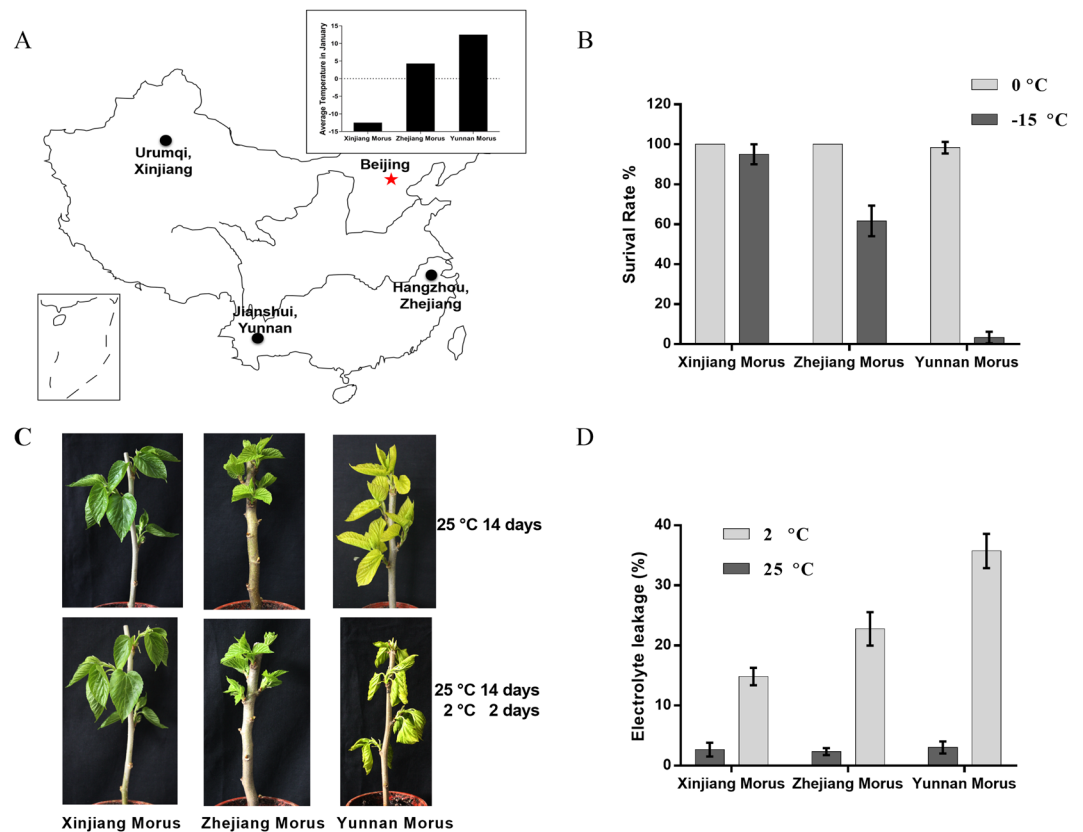 A
Average Temperature in January
15
10
5
0
-5
-10
-15
Xinjiang Morus Zhejiang Morus Yunnan Morus
Urumqi,
Xinjiang
Beijing
Hangzhou,
Zhejiang
Jianshui,
Yunnan
B
0 °C
-15 °C
Surival Rate %
120
100
80
60
40
20
0
Xinjiang Morus Zhejiang Morus Yunnan Morus
C
25 °C 14 days
25 °C 14 days
2 °C 2 days
Xinjiang Morus Zhejiang Morus Yunnan Morus
D
2 °C
25 °C
Electrolyte leakage (%)
40
30
20
10
0
Xinjiang Morus Zhejiang Morus Yunnan Morus